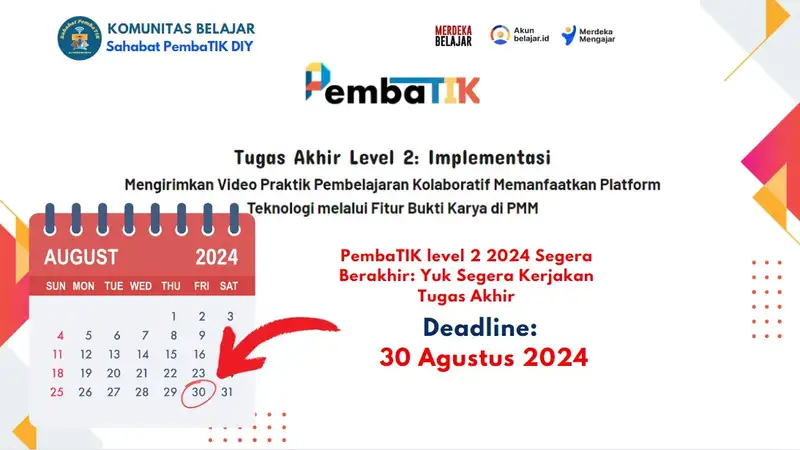 Sahabat PembaTIK
KOMUNITAS BELAJAR
Sahabat PembaTIK DIY
MERDEKA
BELAJAR
Akun
belajar.id
Merdeka
Mengajar
PembaTIK
Tugas Akhir Level 2: Implementasi
Mengirimkan Video Praktik Pembelajaran Kolaboratif Memanfaatkan Platform
Teknologi melalui Fitur Bukti Karya di PMM
AUGUST 2024
SUN MON TUE WED THU FRI SAT
1 2 3
4 5 6 7 8 9
11 12 13 14 15 16
18 19 20 21 22 23
25 26 27 28 29 30 31
PembaTIK level 2 2024 Segera
Berakhir: Yuk Segera Kerjakan
Tugas Akhir
Deadline:
30 Agustus 2024